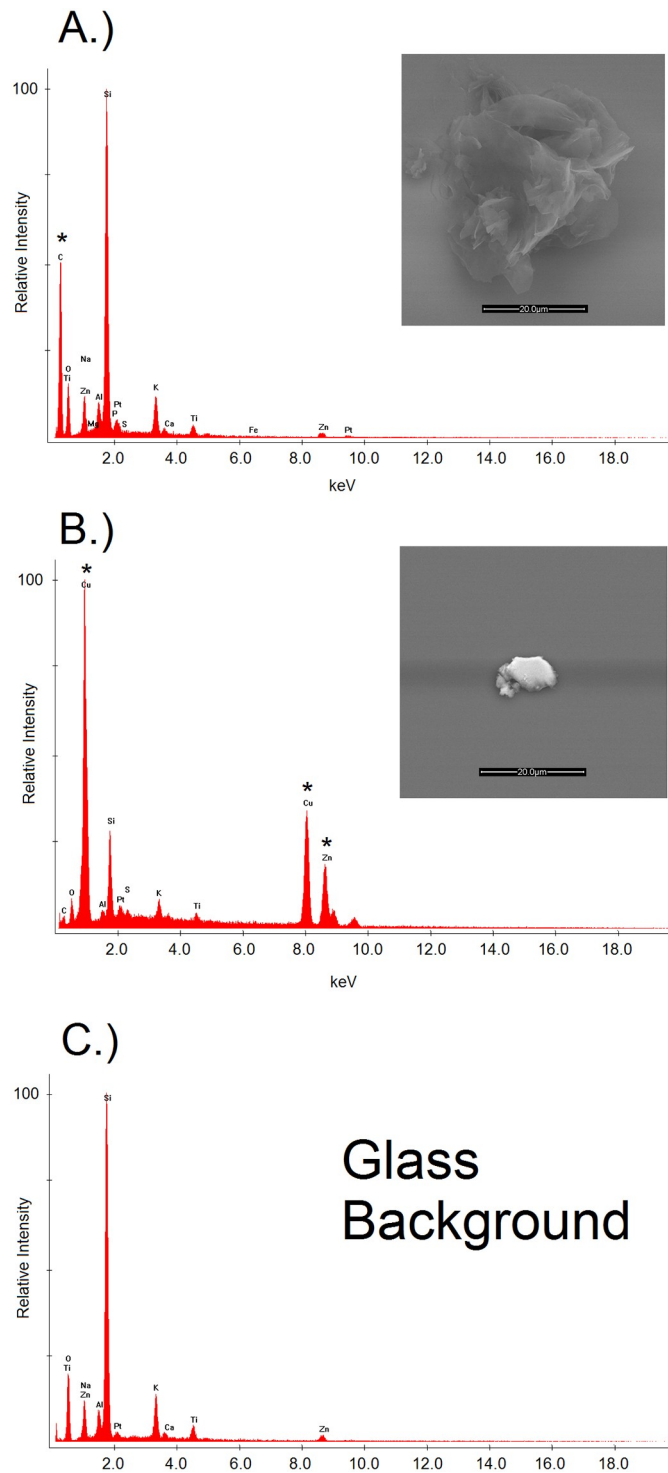 A.)
100
Si
*
C
O
Ti
Na
Zn
Mg
Al
Pt
P
S
K
Ca
Ti
Fe
Zn
Pt
2.0 4.0 6.0 8.0 10.0 12.0 14.0 16.0 18.0
keV
Relative Intensity
20.0µm
B.)
100
*
Cu
Si
O
C
Al
Pt
S
K
Ti
*
Cu
*
Zn
2.0 4.0 6.0 8.0 10.0 12.0 14.0 16.0 18.0
keV
Relative Intensity
20.0µm
C.)
100
Si
O
Ti
Na
Zn
Al
Pt
K
Ca
Ti
Zn
2.0 4.0 6.0 8.0 10.0 12.0 14.0 16.0 18.0
keV
Relative Intensity
Glass
Background